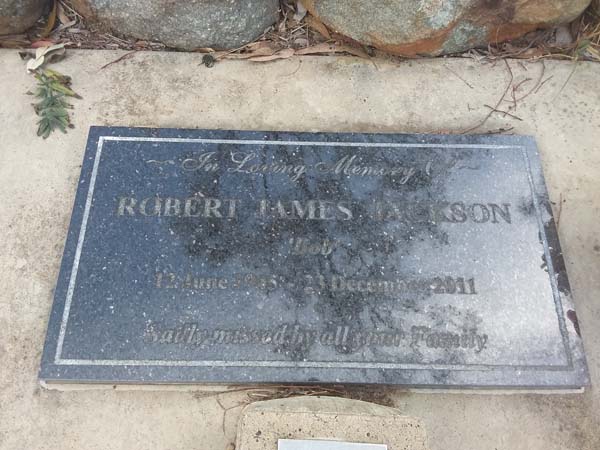 In Loving Memory Of
ROBERT JAMES JACKSON
'Bob'
12 June - 23 December 2011
Sadly missed by all your Family